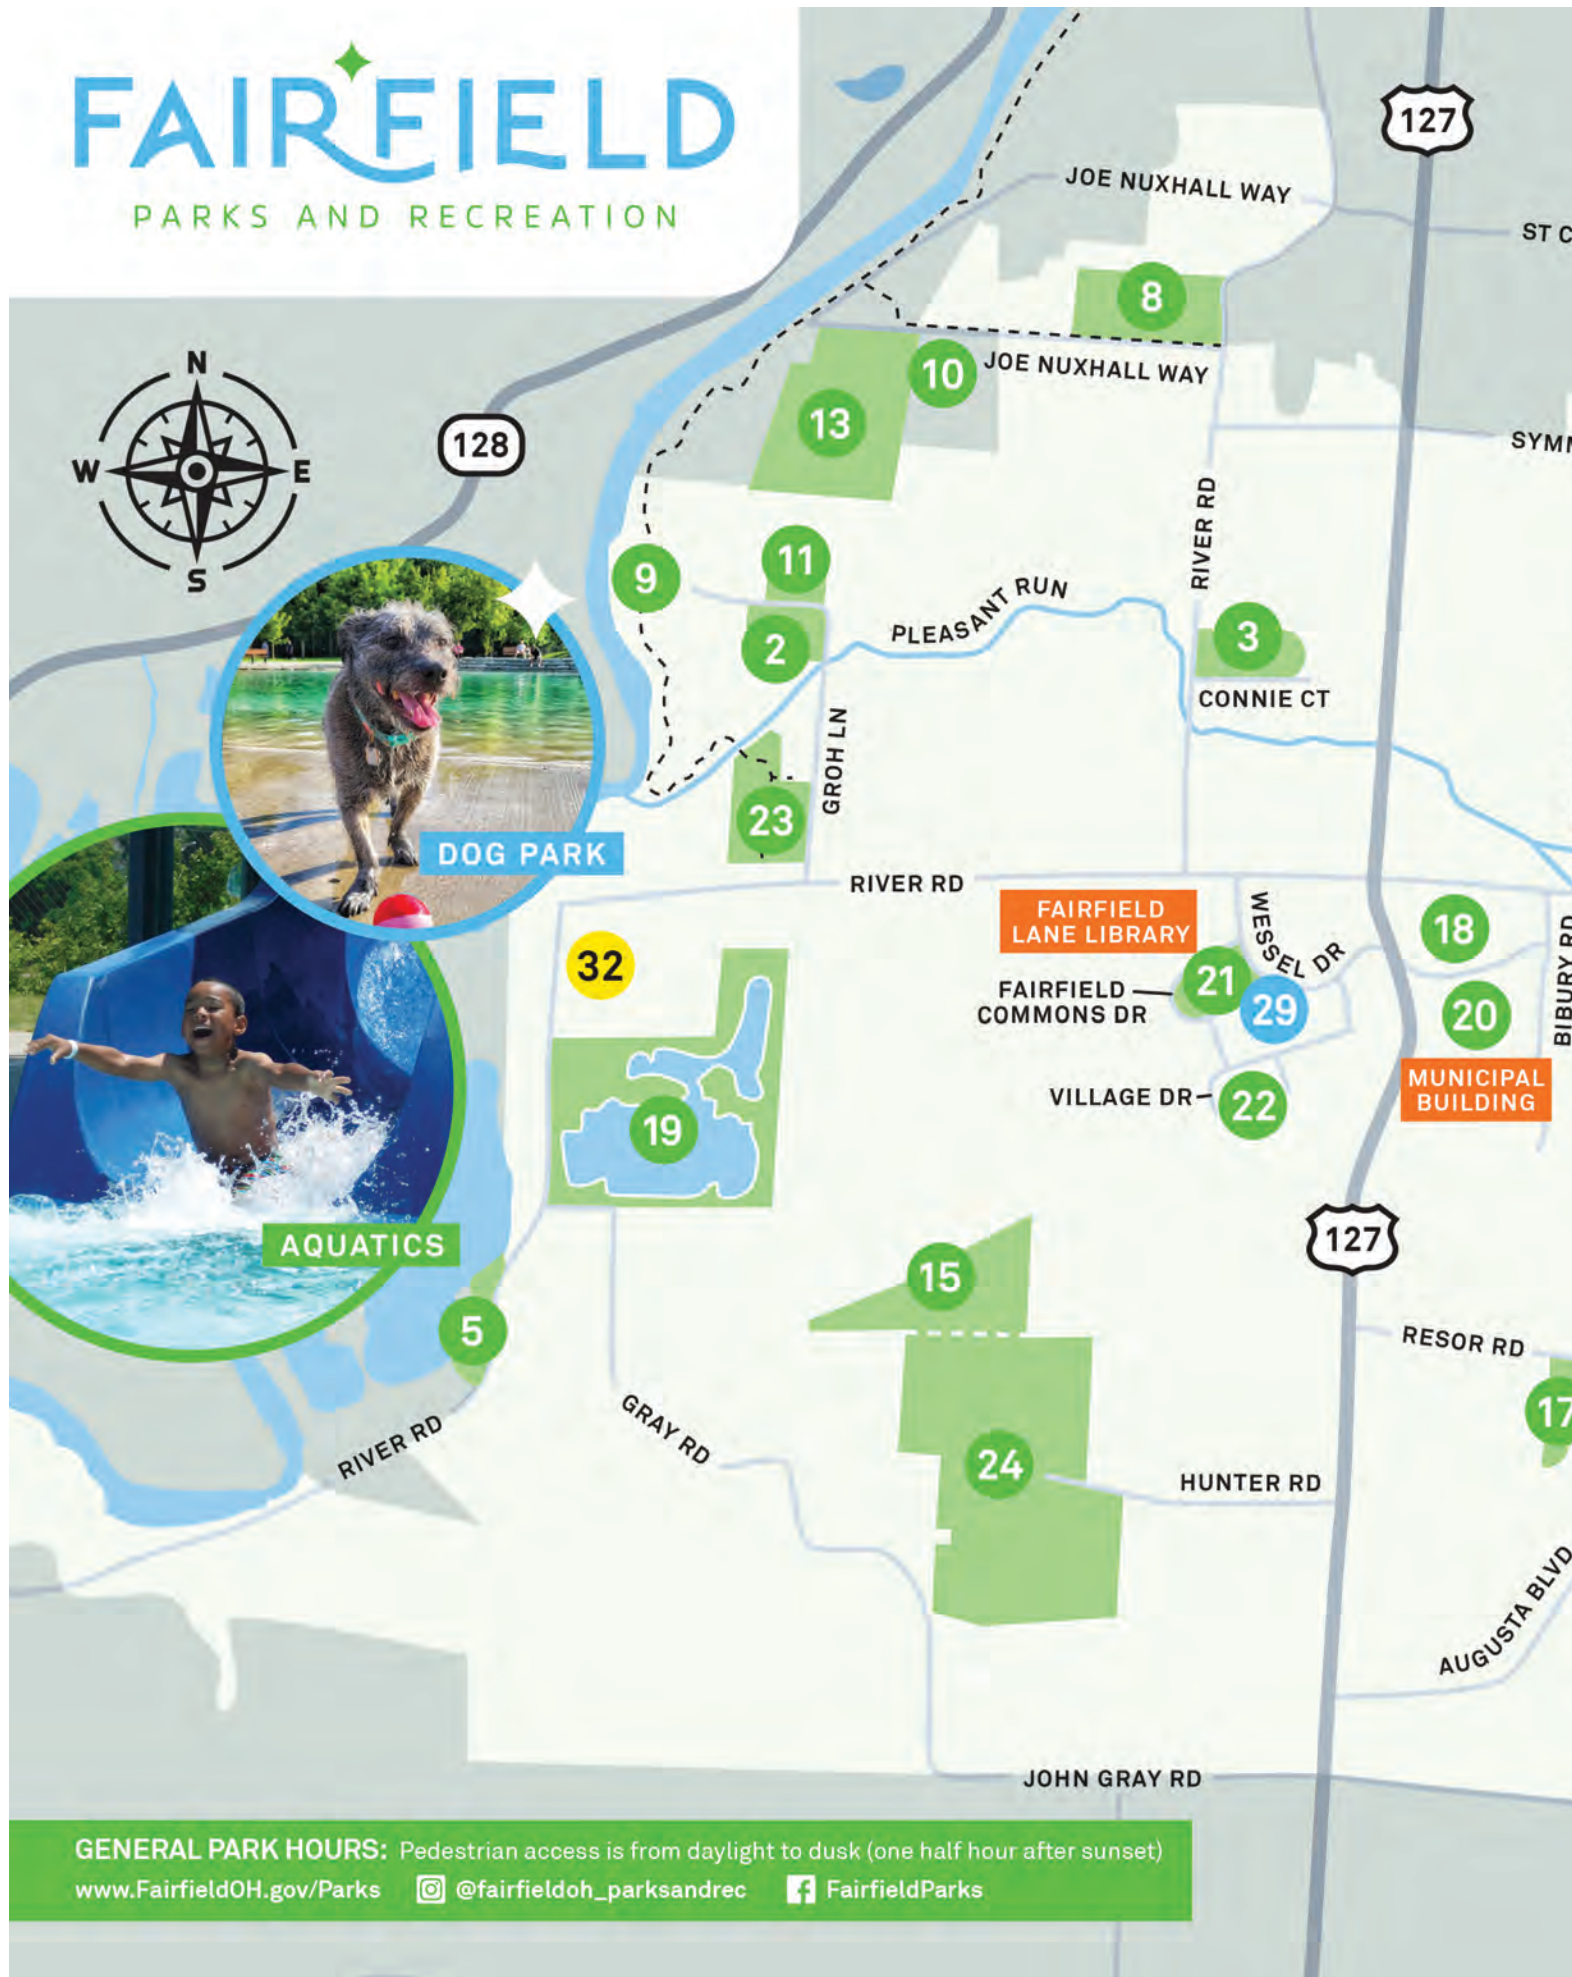 FAIRFIELD
PARKS AND RECREATION
127
JOE NUXHALL WAY
ST C
8
N
W
E
S
128
10
JOE NUXHALL WAY
13
SYMM
RIVER RD
11
9
PLEASANT RUN
2
3
CONNIE CT
GROH LN
23
DOG PARK
RIVER RD
FAIRFIELD
LANE LIBRARY
WESSEL DR
18
BIBURY RD
32
21
FAIRFIELD
COMMONS DR
29
20
MUNICIPAL
BUILDING
VILLAGE DR
22
19
AQUATICS
127
15
5
RESOR RD
17
GRAY RD
RIVER RD
24
HUNTER RD
AUGUSTA BLVD
JOHN GRAY RD
GENERAL PARK HOURS: Pedestrian access is from daylight to dusk (one half hour after sunset)
www.FairfieldOH.gov/Parks @fairfieldoh_parksandrec FairfieldParks